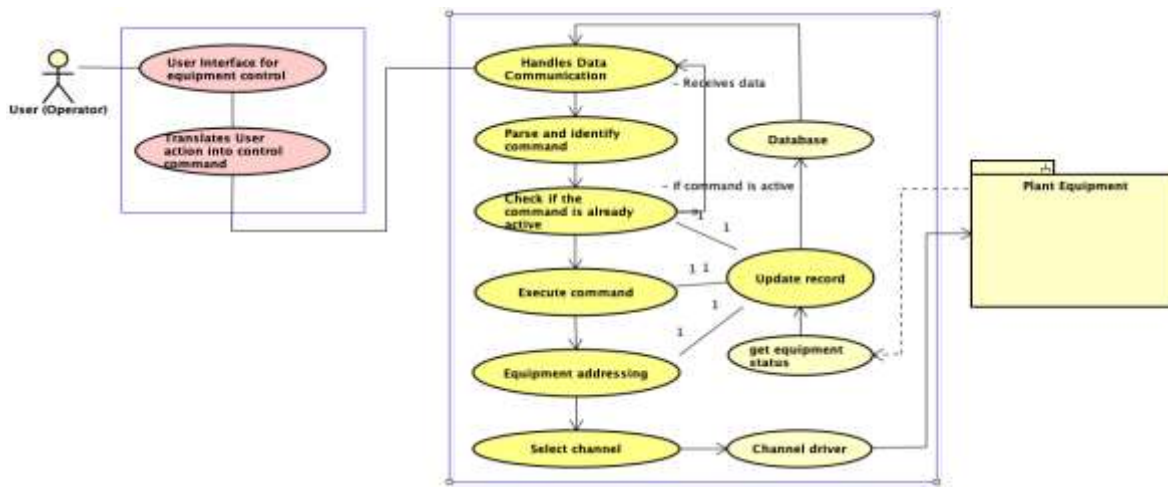 User Interface for
equipment control
User (Operator)
Translates User
action into control
command
Handles Data
Communication
~ Receives data
Parse and identify
command
Database
~ if command is active
Check if the
command is already
active
Plant Equipment
1
1
1
1
Execute command
Update record
1
1
get equipment
status
Equipment addressing
Select channel
Channel driver